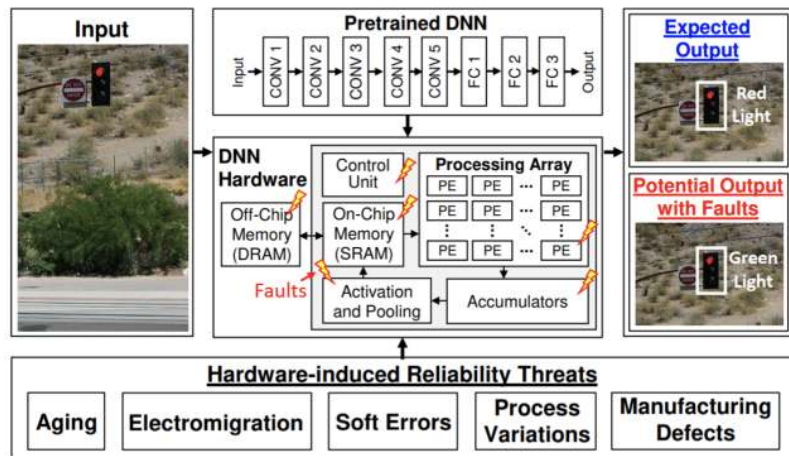 Input
Pretrained DNN
Input
CONV 1
CONV 2
CONV 3
CONV 4
CONV 5
FC 1
FC 2
FC 3
Output
Expected
Output
Red
Light
Potential Output
with Faults
Green
Light
DNN
Hardware
Off-Chip
Memory
(DRAM)
Control
Unit
On-Chip
Memory
(SRAM)
Processing Array
PE PE ... PE
PE PE ... PE
PE PE ... PE
Faults
Activation
and Pooling
Accumulators
Hardware-induced Reliability Threats
Aging
Electromigration
Soft Errors
Process
Variations
Manufacturing
Defects